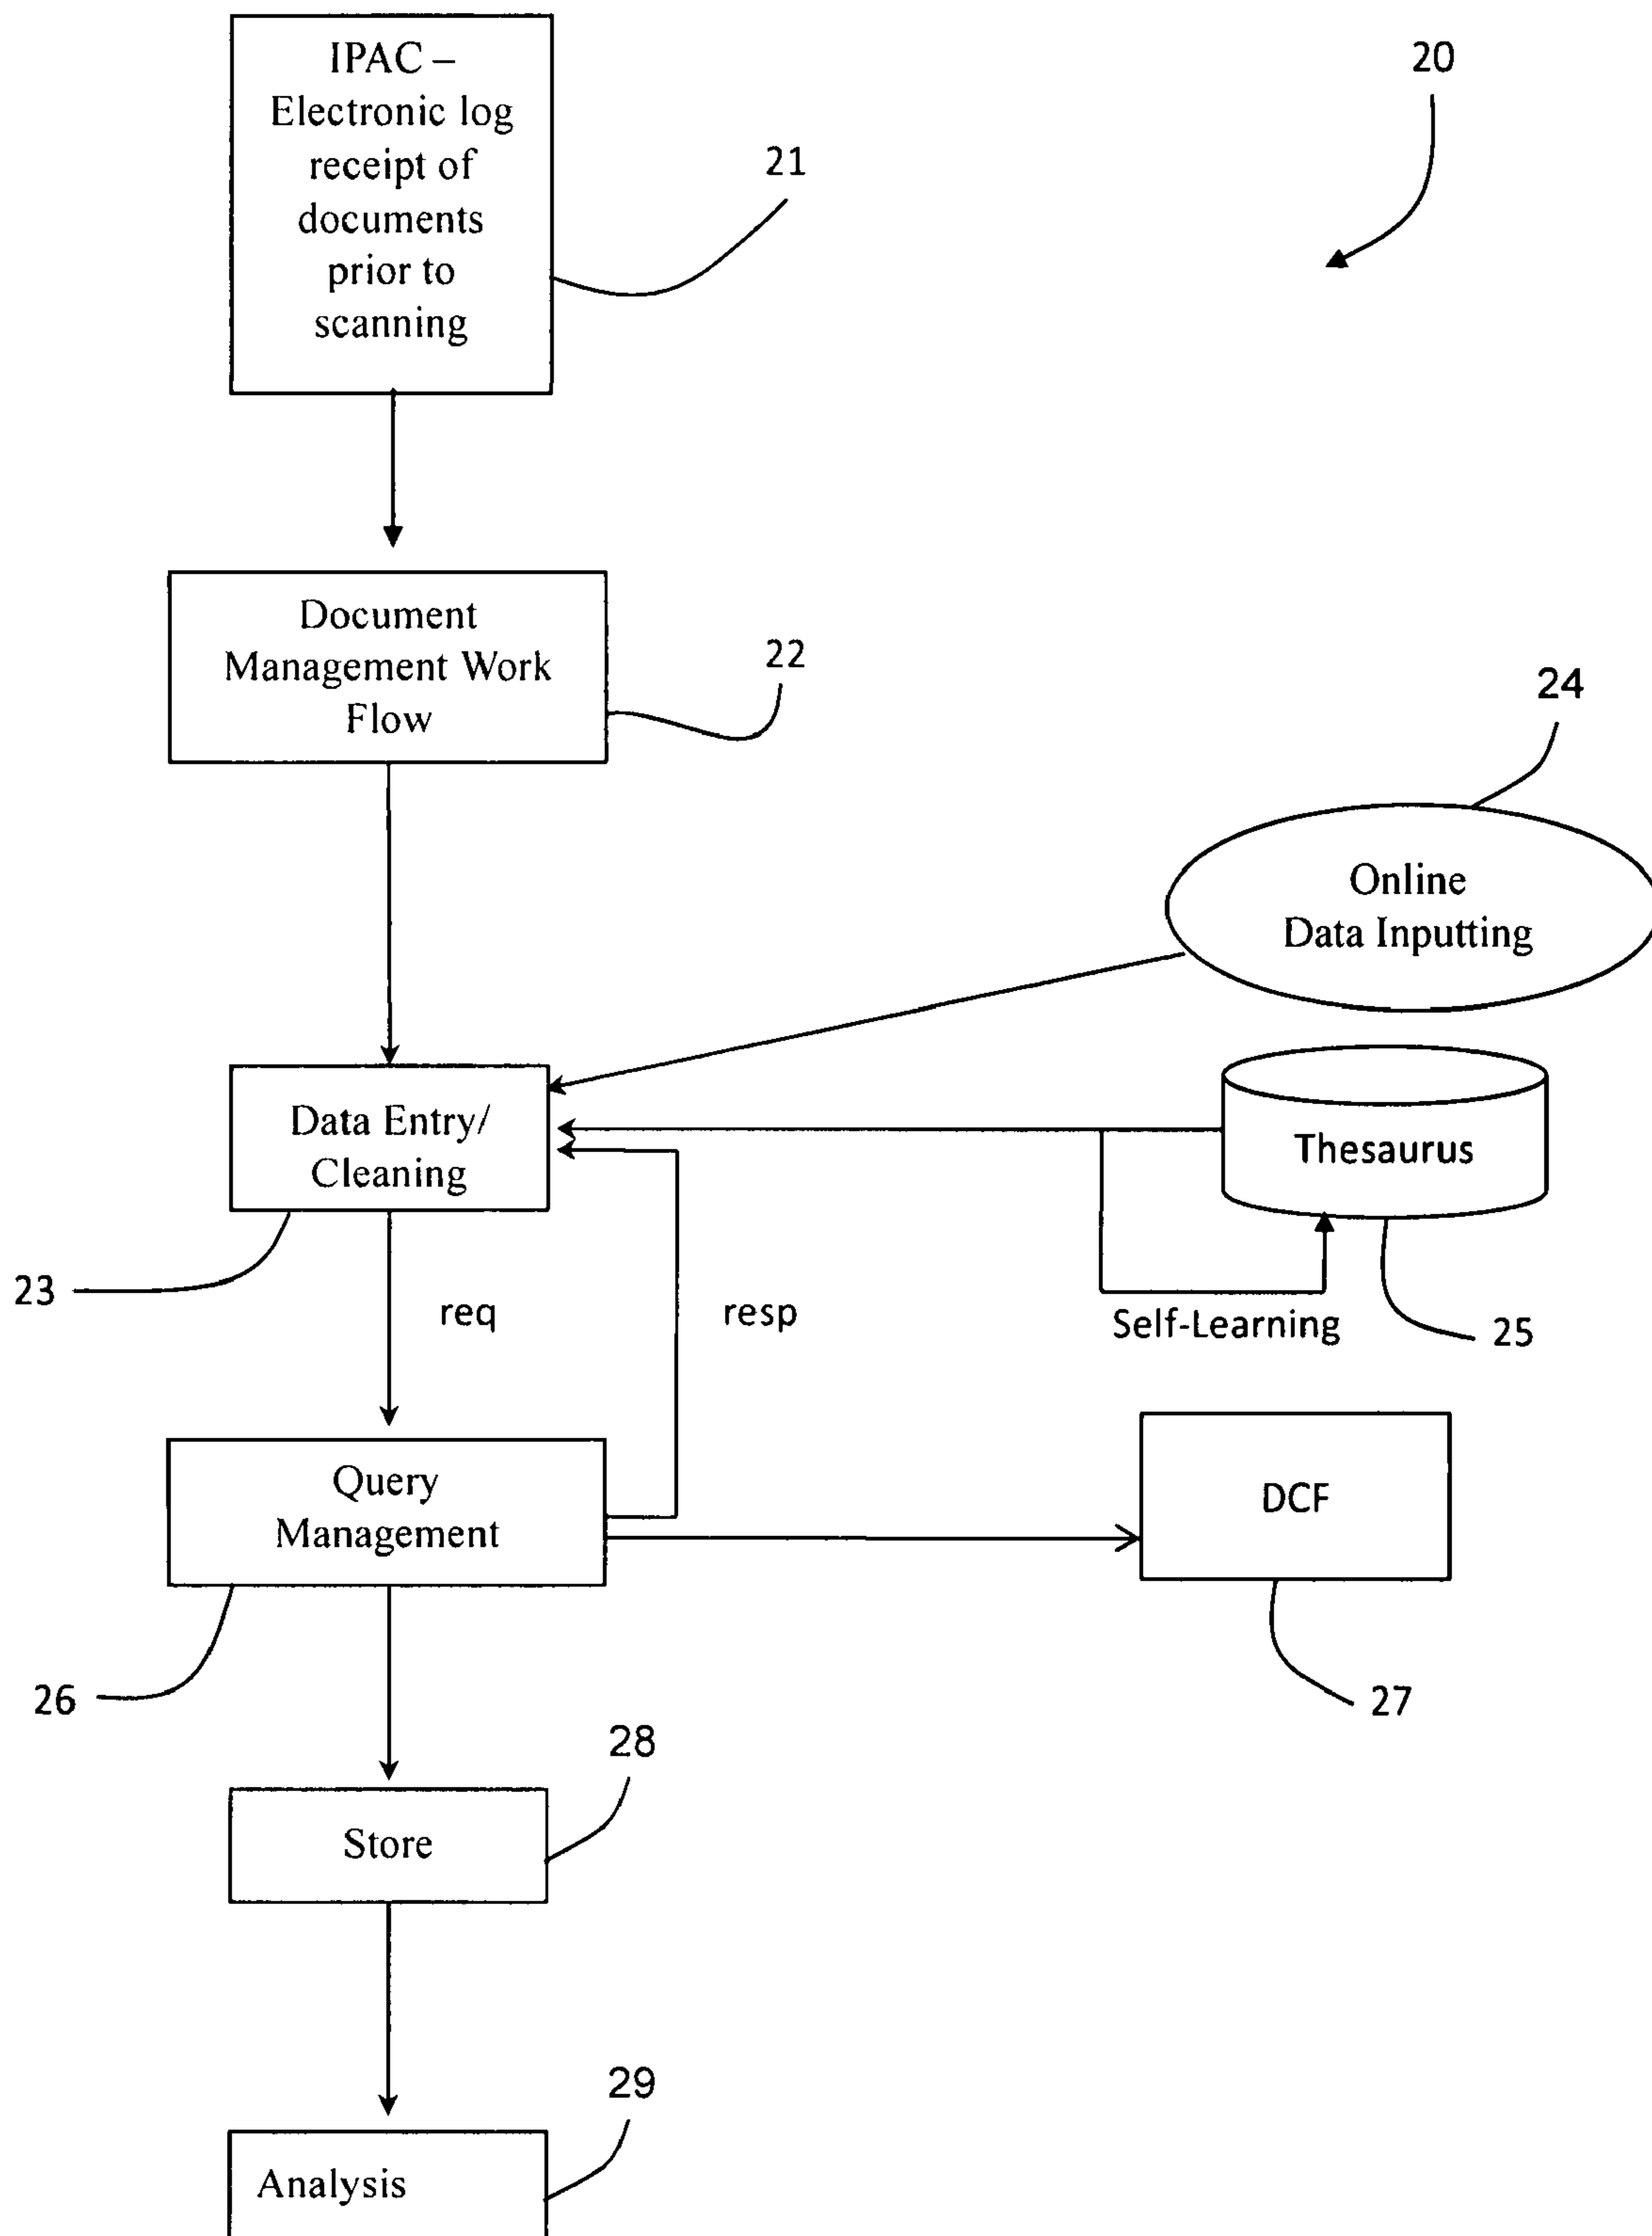 IPAC –
Electronic log
receipt of
documents
prior to
scanning
20
21
Document
Management Work
Flow
22
24
Online
Data Inputting
Data Entry/
Cleaning
Thesaurus
23
req
resp
Self-Learning
25
Query
Management
DCF
26
27
28
Store
29
Analysis